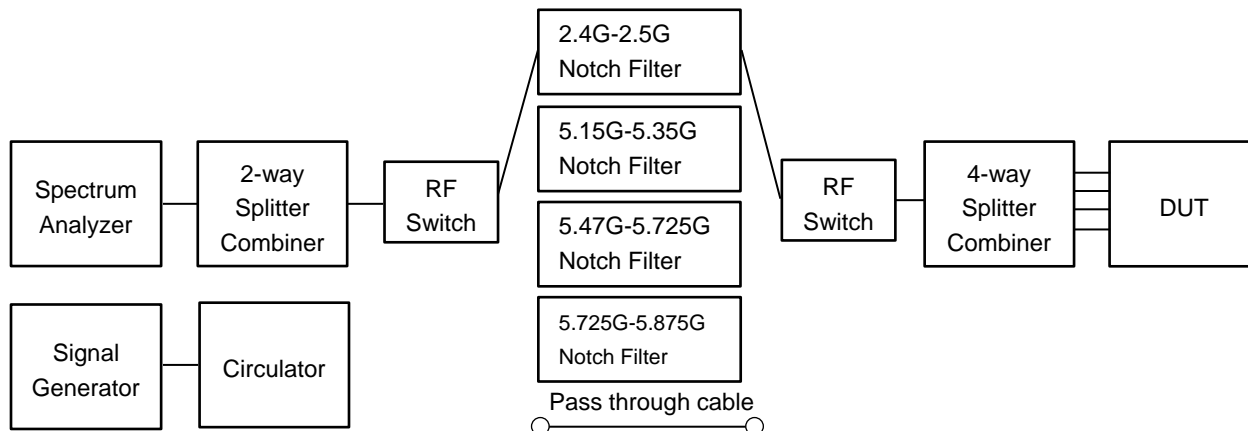 2.4G-2.5G
Notch Filter
5.15G-5.35G
Notch Filter
5.47G-5.725G
Notch Filter
5.725G-5.875G
Notch Filter
Pass through cable
Spectrum
Analyzer
2-way
Splitter
Combiner
RF
Switch
RF
Switch
4-way
Splitter
Combiner
DUT
Signal
Generator
Circulator